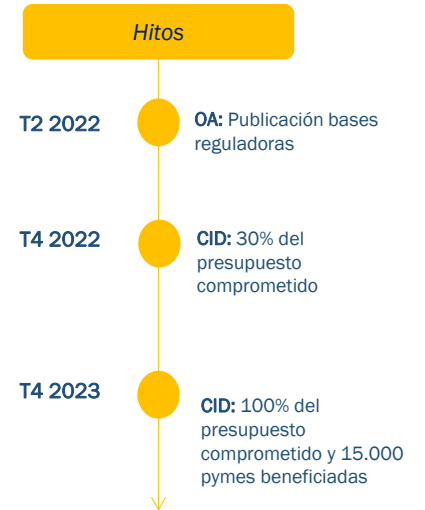 Hitos
T2 2022
OA: Publicación bases
reguladoras
T4 2022
CID: 30% del
presupuesto
comprometido
T4 2023
CID: 100% del
presupuesto
comprometido y 15.000
pymes beneficiadas